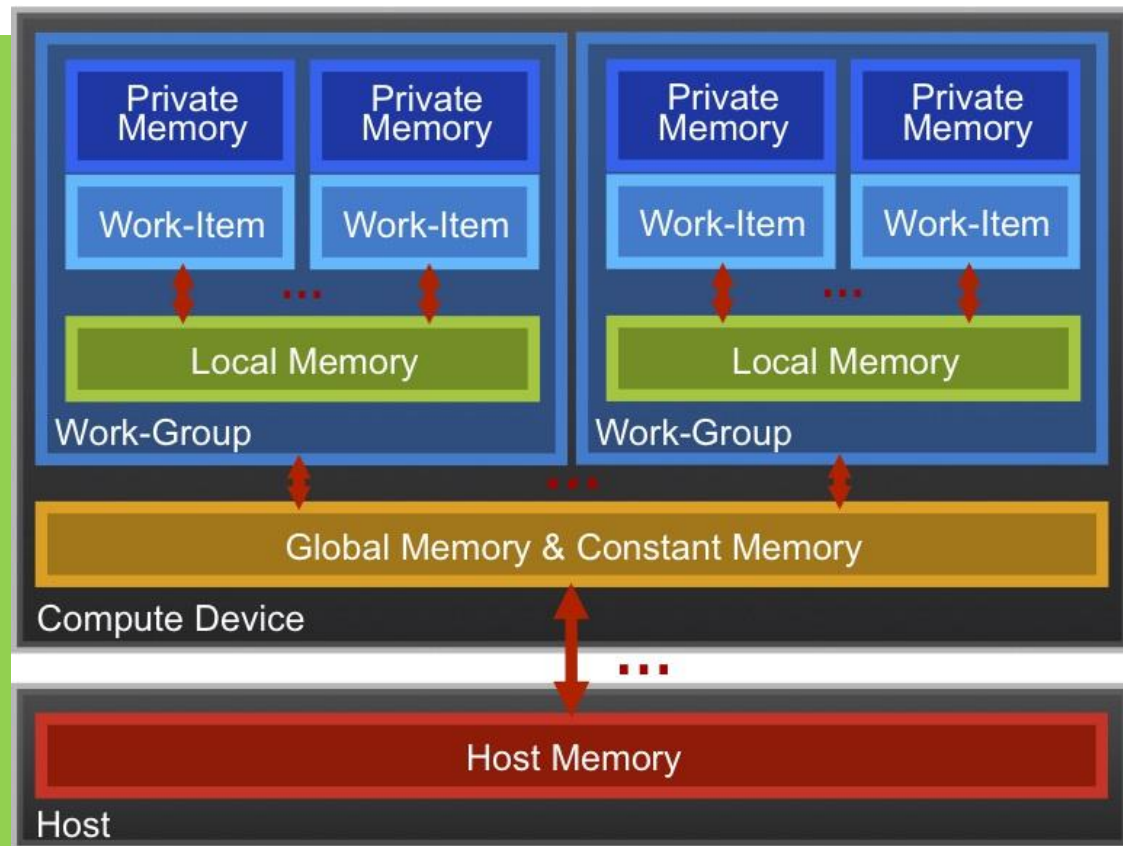 Private
Memory
Private
Memory
Private
Memory
Private
Memory
Work-Item
Work-Item
Work-Item
Work-Item
...
...
Local Memory
Local Memory
Work-Group
Work-Group
...
Global Memory & Constant Memory
Compute Device
...
Host Memory
Host